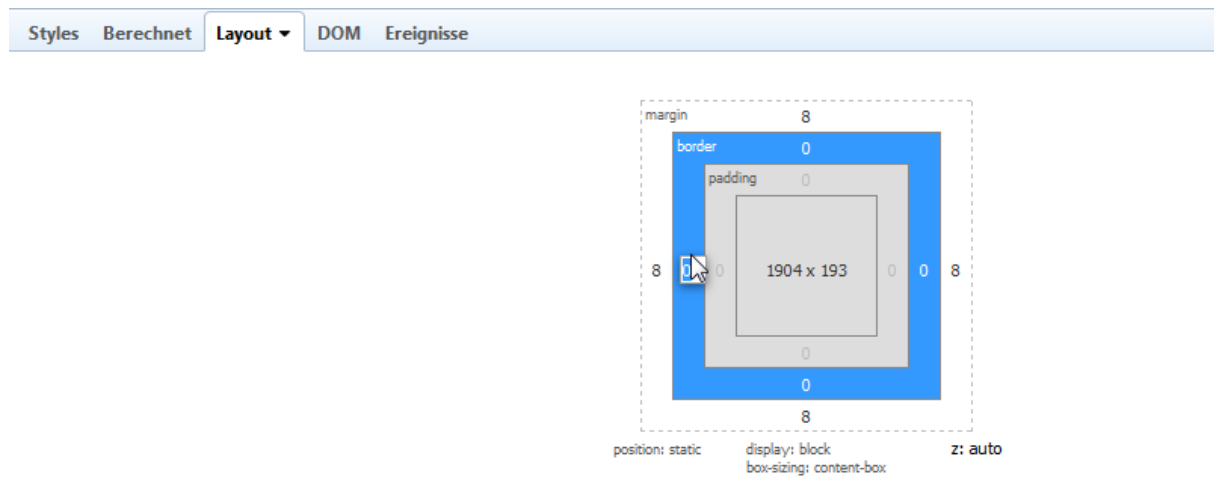 Styles Berechnet Layout ▼ DOM Ereignisse
margin 8
border 0
padding 0
8 0 0 1904 x 193 0 0 8
0
0
8
position: static display: block z: auto
box-sizing: content-box